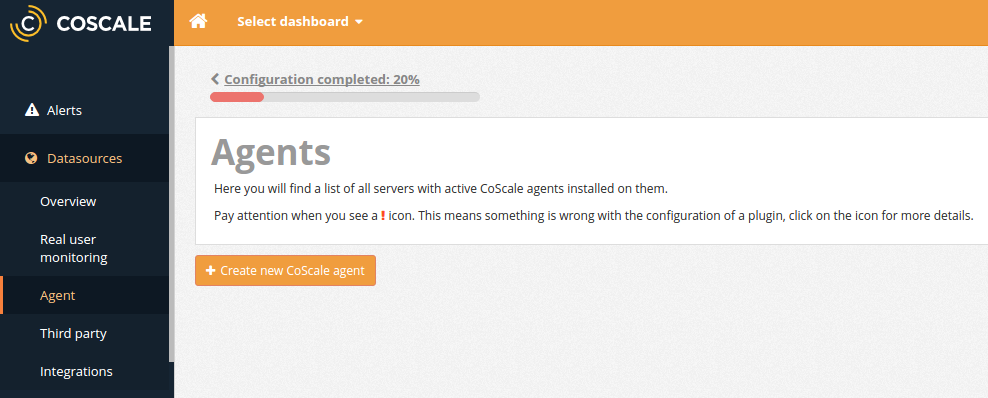 COSCALE
Select dashboard
Configuration completed: 20%
Alerts
Datasources
Overview
Real user
monitoring
Agent
Third party
Integrations
Agents
Here you will find a list of all servers with active CoScale agents installed on them.
Pay attention when you see a ! icon. This means something is wrong with the configuration of a plugin, click on the icon for more details.
+ Create new CoScale agent